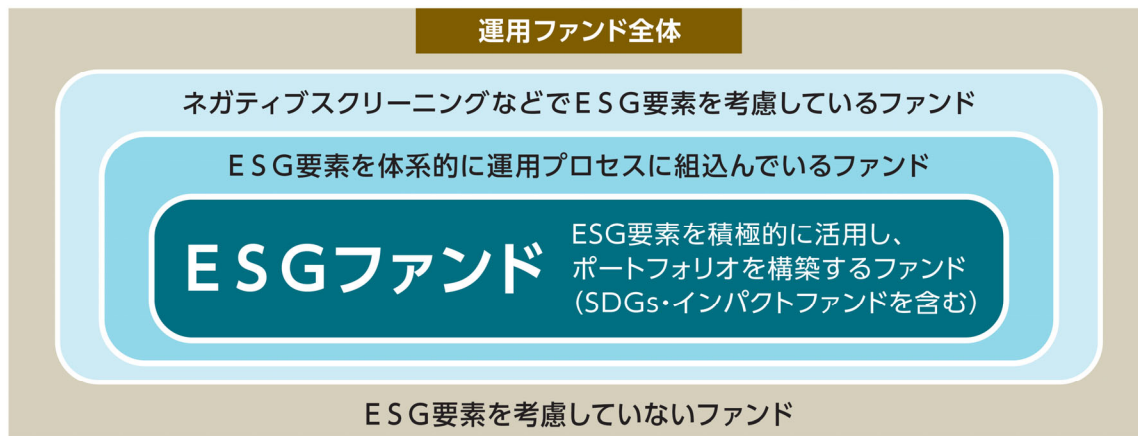 運用ファンド全体
ネガティブスクリーニングなどでESG要素を考慮しているファンド
ESG要素を体系的に運用プロセスに組込んでいるファンド
ESGファンド
ESG要素を積極的に活用し、
ポートフォリオを構築するファンド
(SDGs・インパクトファンドを含む)
ESG要素を考慮していないファンド